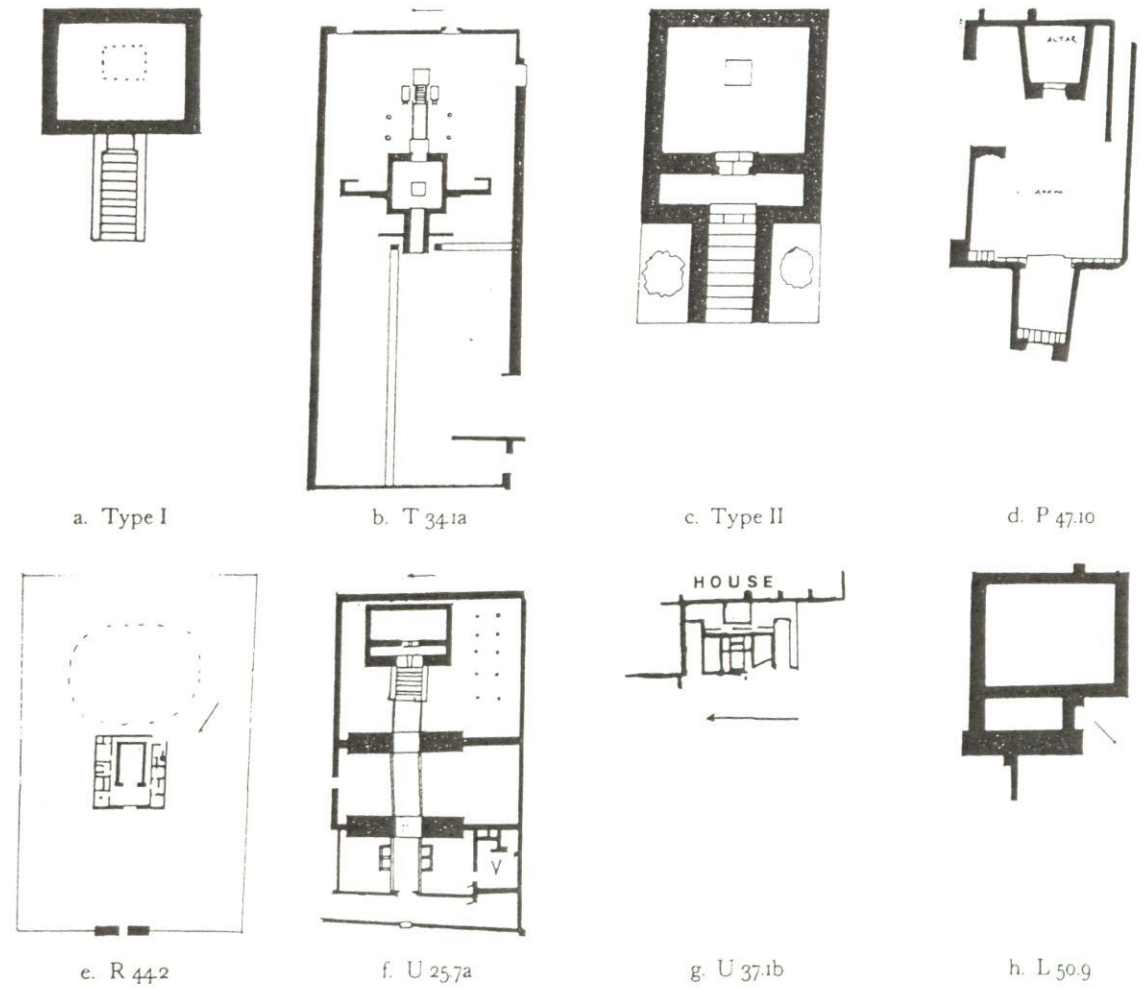 ALTAR
a. Type I
b. T 34.1a
c. Type II
d. P 47.10
HOUSE
V
e. R 44.2
f. U 25.7a
g. U 37.1b
h. L 50.9